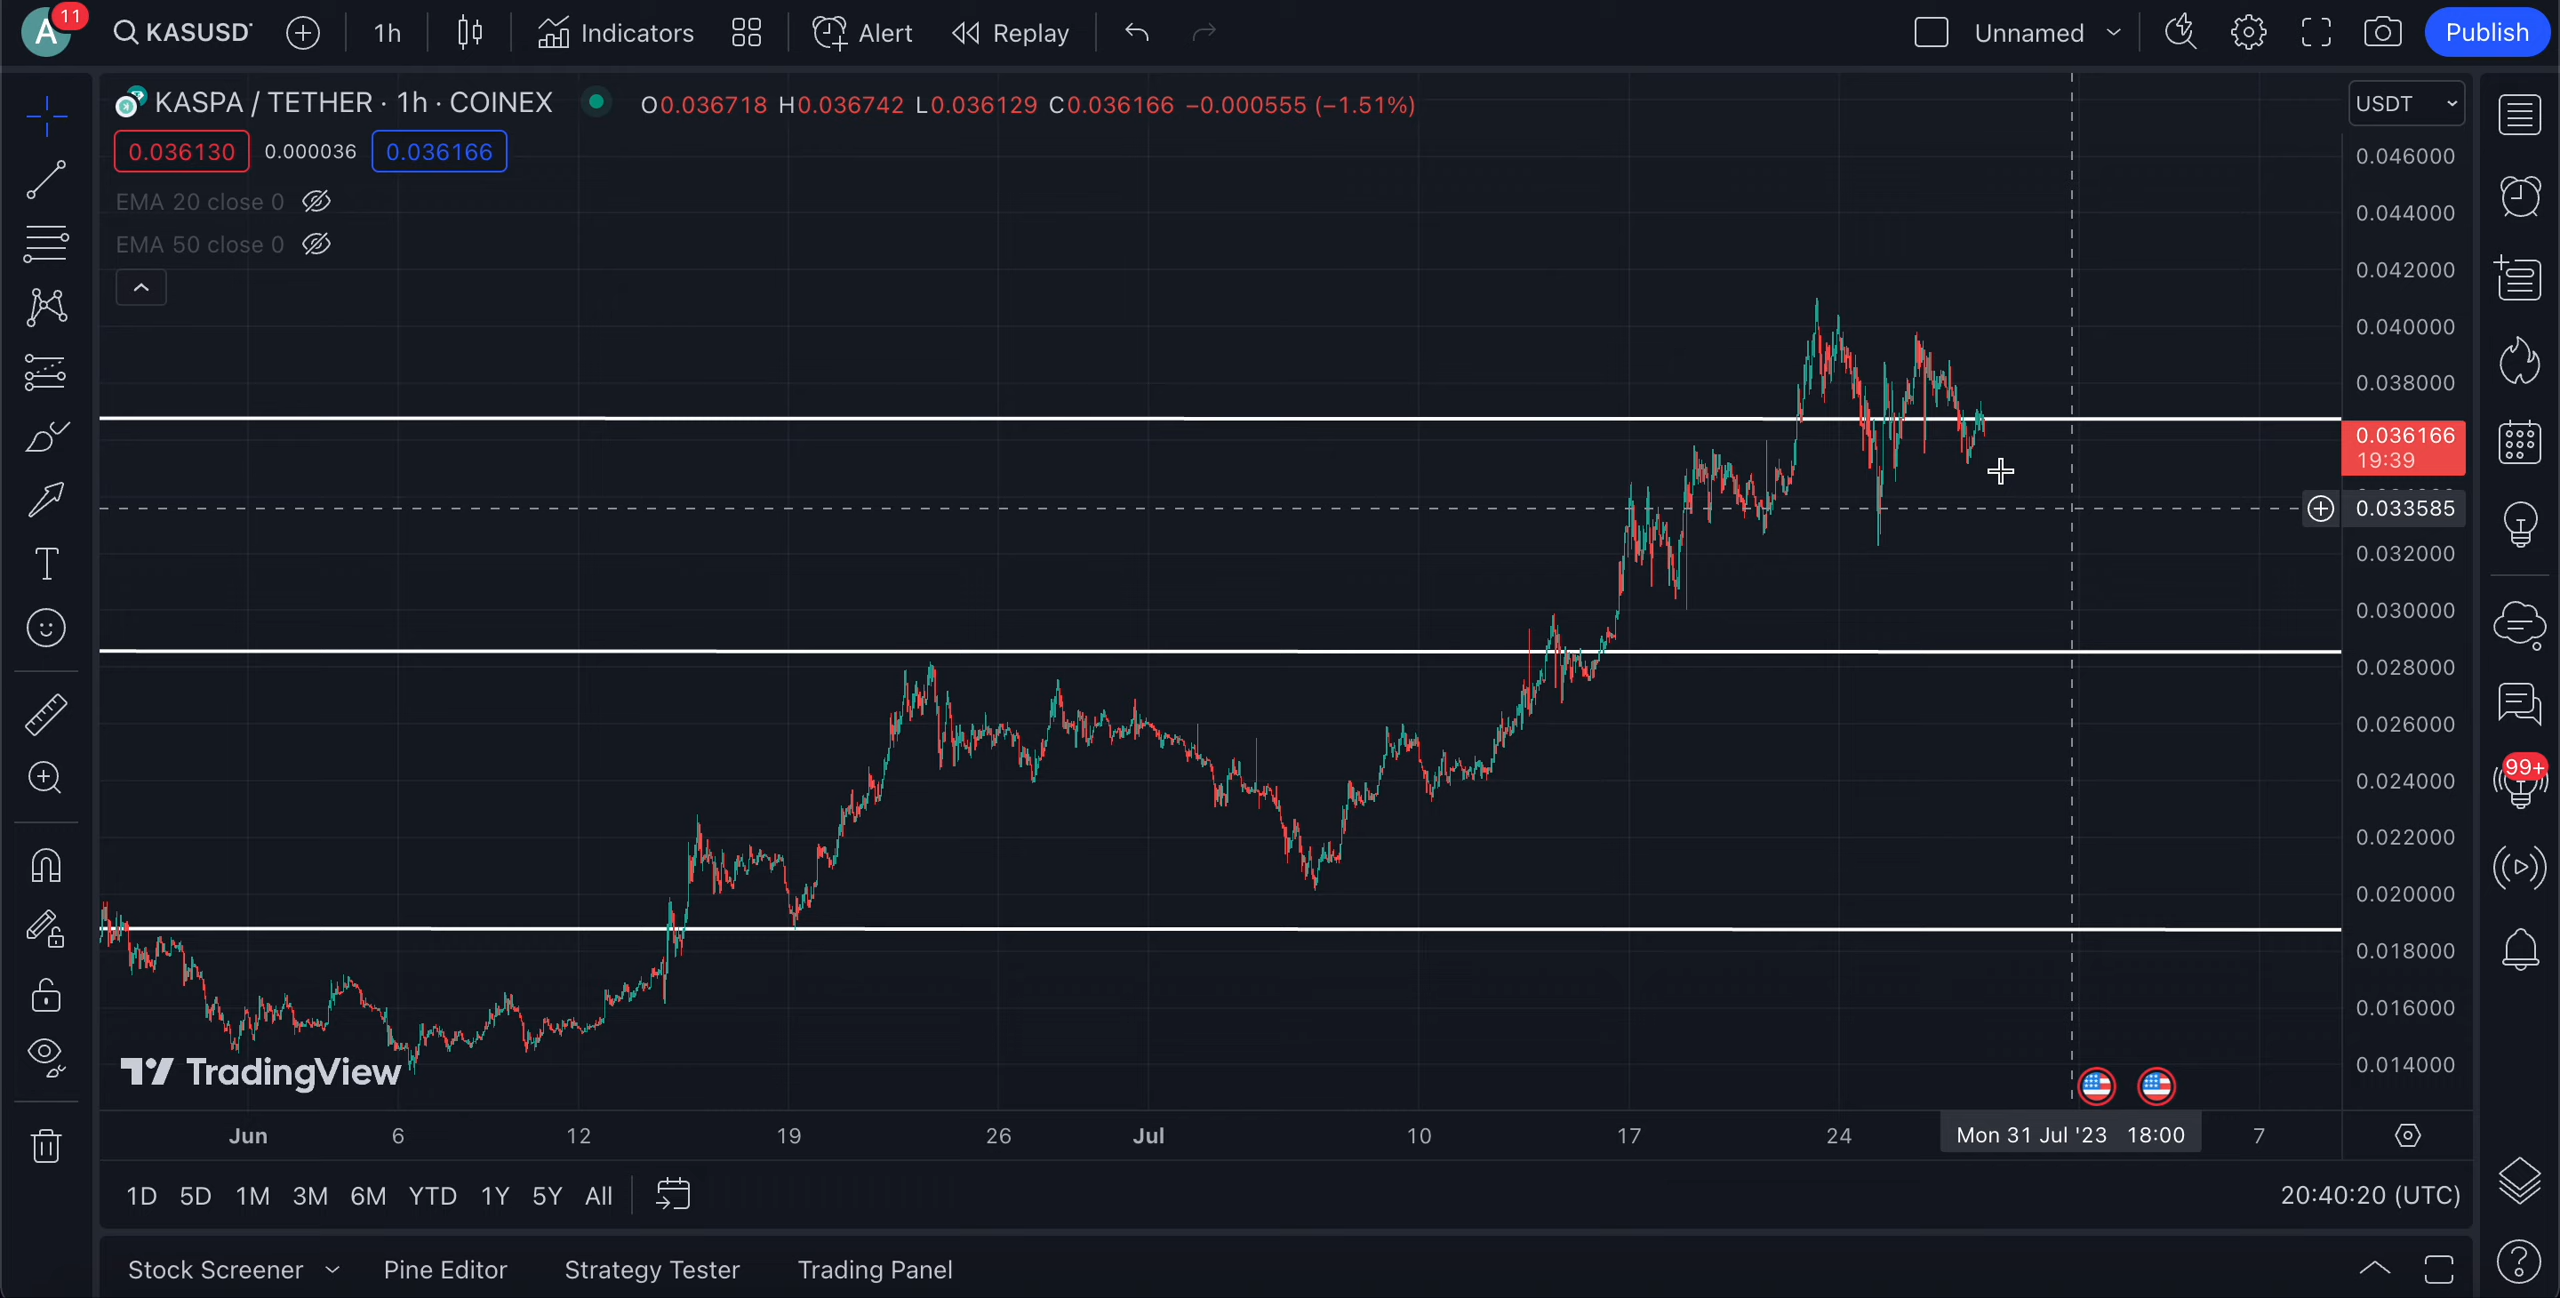 A 11 KASUSDT 1h Indicators Alert Replay Unnamed Publish
KASPA / TETHER · 1h · COINEX O0.036718 H0.036742 L0.036129 C0.036166 −0.000555 (−1.51%) USDT
0.036130 0.000036 0.036166
EMA 20 close 0
EMA 50 close 0
0.046000
0.044000
0.042000
0.040000
0.038000
0.036166
19:39
0.033585
0.032000
0.030000
0.028000
0.026000
0.024000
0.022000
0.020000
0.018000
0.016000
0.014000
T
99+
TradingView
Jun 6 12 19 26 Jul 10 17 24 Mon 31 Jul '23 18:00 7
1D 5D 1M 3M 6M YTD 1Y 5Y All 20:40:20 (UTC)
Stock Screener Pine Editor Strategy Tester Trading Panel